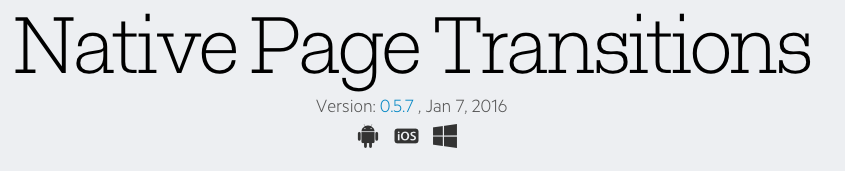 Native Page Transitions
Version: 0.5.7 , Jan 7, 2016
iOS